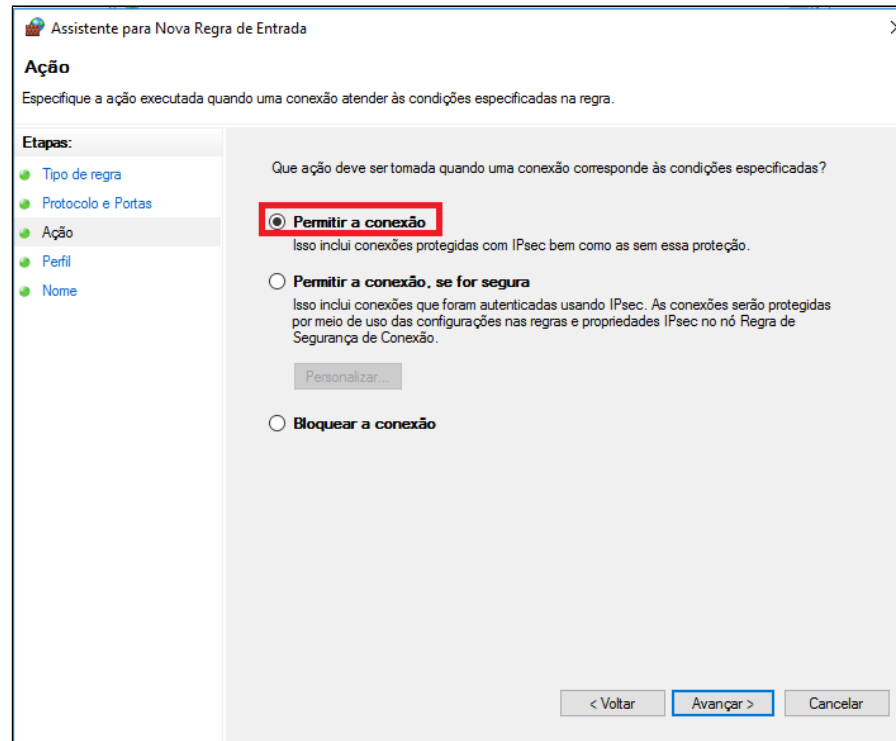 Assistente para Nova Regra de Entrada
Ação
Especifique a ação executada quando uma conexão atender às condições especificadas na regra.
Etapas:
Tipo de regra
Protocolo e Portas
Ação
Perfil
Nome
Que ação deve ser tomada quando uma conexão corresponde às condições especificadas?
Permitir a conexão
Isso inclui conexões protegidas com IPsec bem como as sem essa proteção.
Permitir a conexão, se for segura
Isso inclui conexões que foram autenticadas usando IPsec. As conexões serão protegidas
por meio de uso das configurações nas regras e propriedades IPsec no nó Regra de
Segurança de Conexão.
Personalizar...
Bloquear a conexão
< Voltar
Avançar >
Cancelar